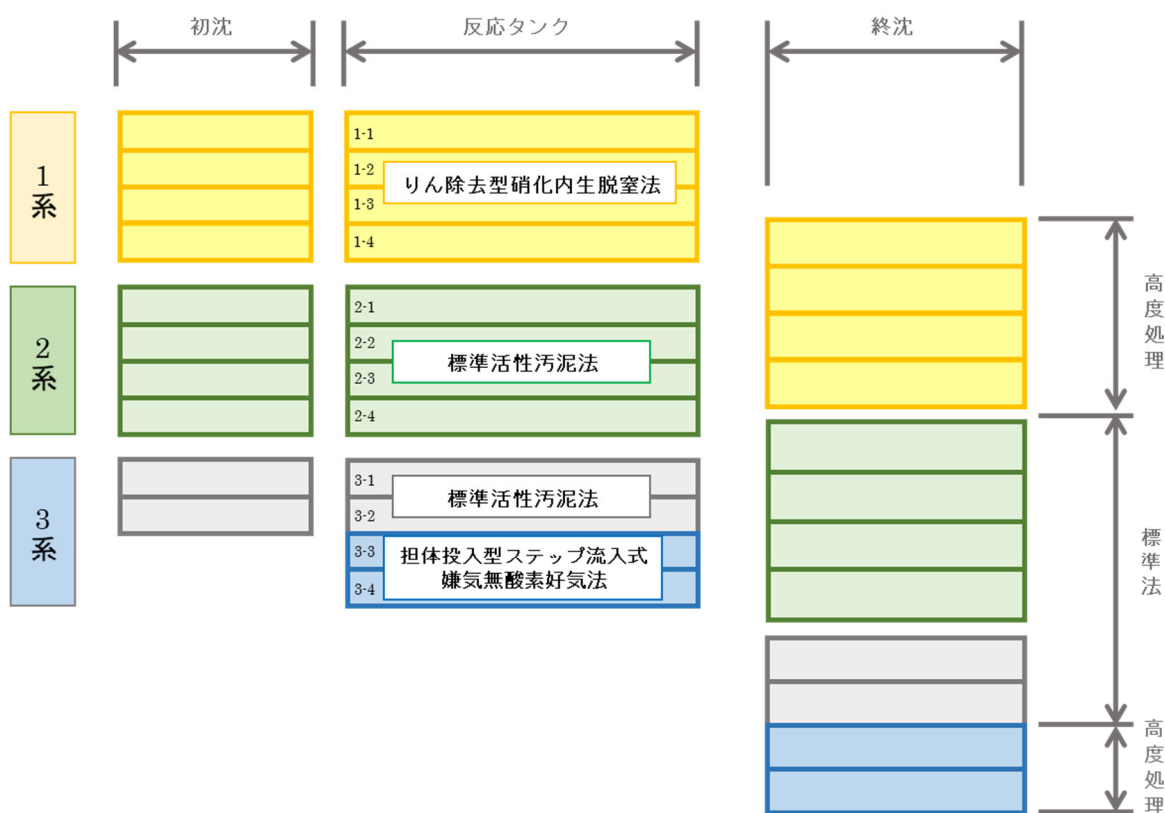 初沈
反応タンク
終沈
1系
1-1
1-2
りん除去型硝化内生脱窒法
1-3
1-4
高度処理
2系
2-1
2-2
標準活性汚泥法
2-3
2-4
標準法
3系
3-1
標準活性汚泥法
3-2
3-3
担体投入型ステップ流入式
嫌気無酸素好気法
3-4
高度処理